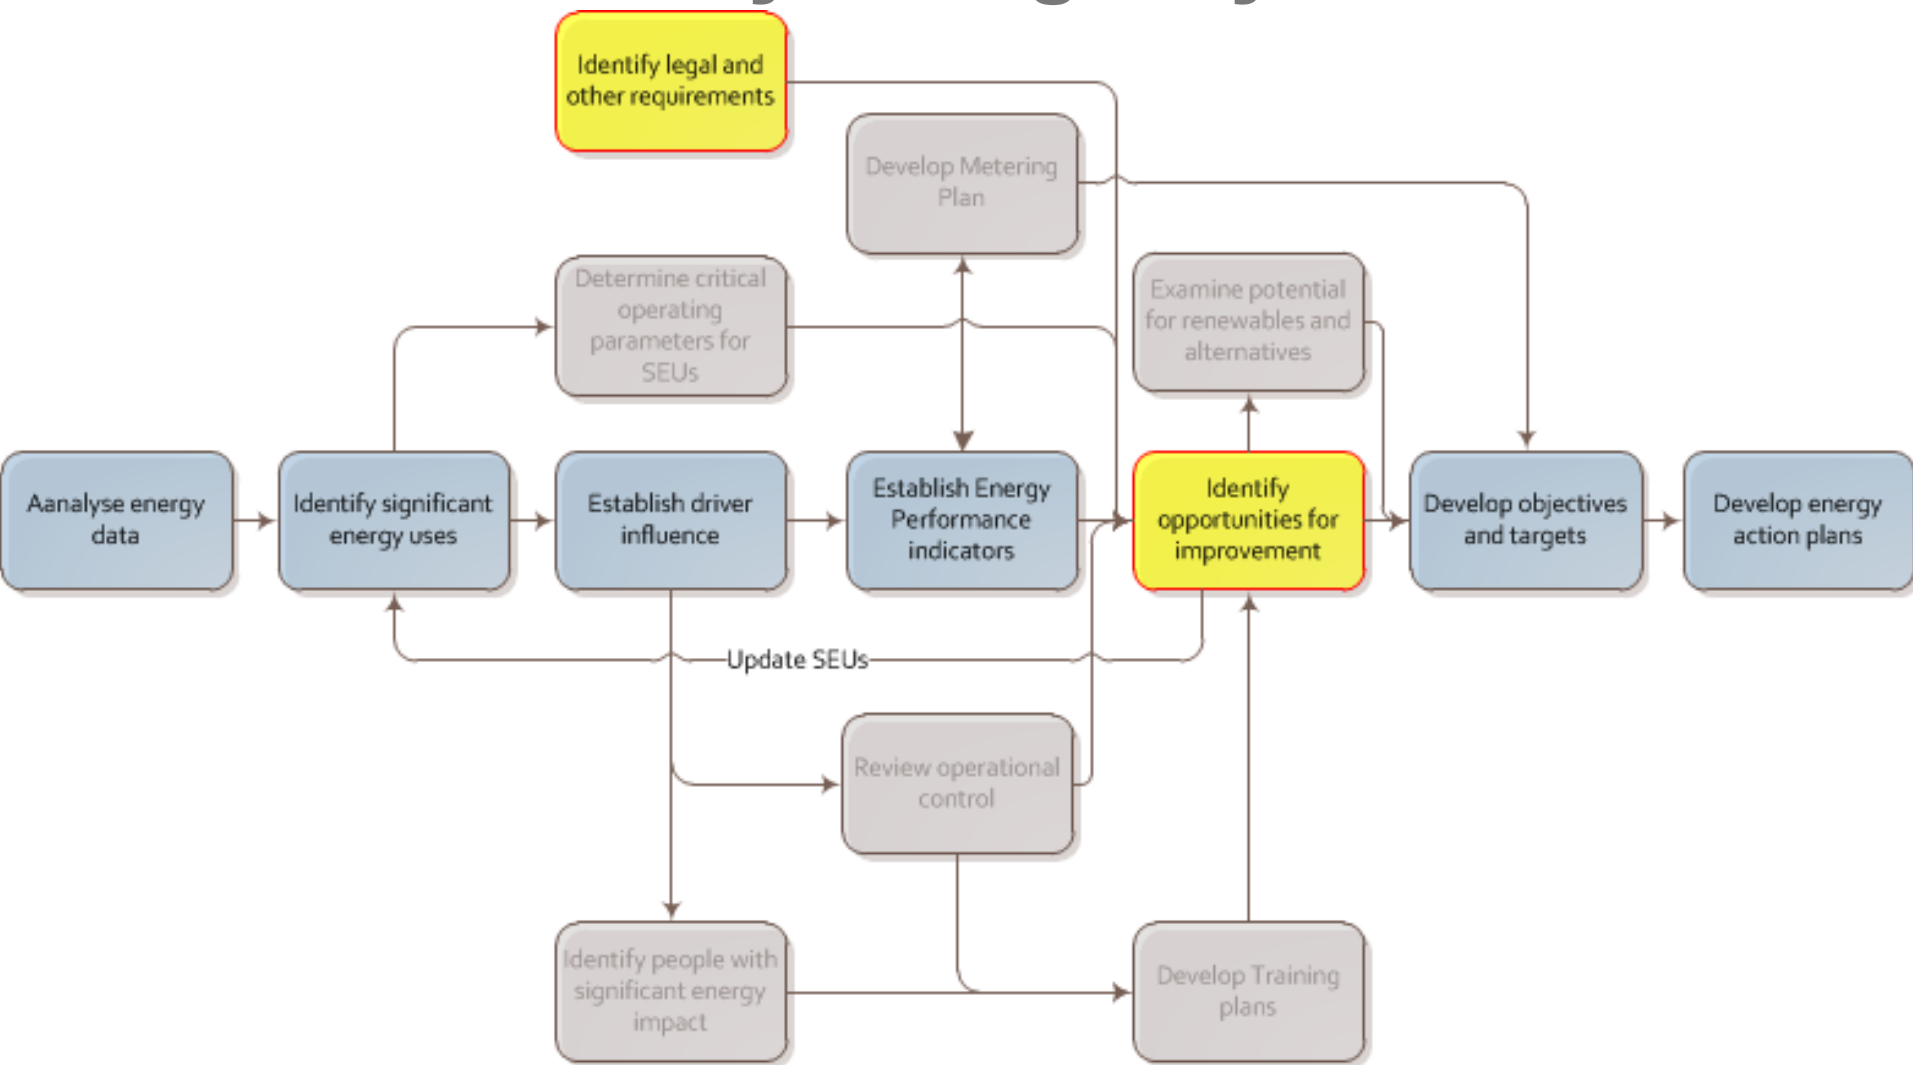 Identify legal and
other requirements
Develop Metering
Plan
Determine critical
operating
parameters for
SEUs
Examine potential
for renewables and
alternatives
Aanalyse energy
data
Identify significant
energy uses
Establish driver
influence
Establish Energy
Performance
indicators
Identify
opportunities for
improvement
Develop objectives
and targets
Develop energy
action plans
Update SEUs
Review operational
control
Identify people with
significant energy
impact
Develop Training
plans